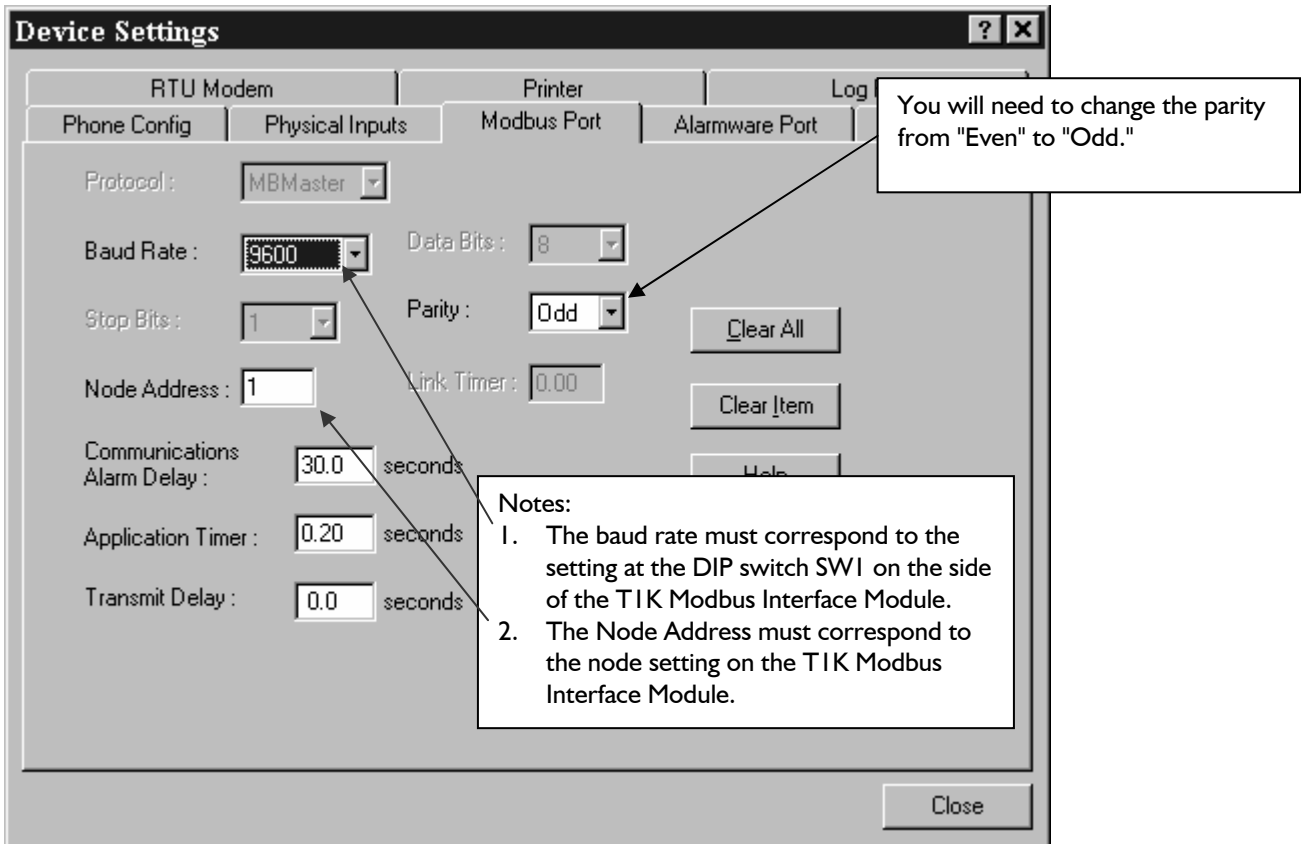 Device Settings
RTU Modem
Printer
Log
Phone Config
Physical Inputs
Modbus Port
Alarmware Port
You will need to change the parity
from "Even" to "Odd."
Protocol :
MBMaster
Baud Rate :
9600
Data Bits :
8
Stop Bits :
1
Parity :
Odd
Clear All
Node Address :
1
Link Timer :
0.00
Clear Item
Communications
Alarm Delay :
30.0
seconds
Help
Application Timer :
0.20
seconds
Transmit Delay :
0.0
seconds
Notes:
1. The baud rate must correspond to the
setting at the DIP switch SW1 on the side
of the T1K Modbus Interface Module.
2. The Node Address must correspond to
the node setting on the T1K Modbus
Interface Module.
Close